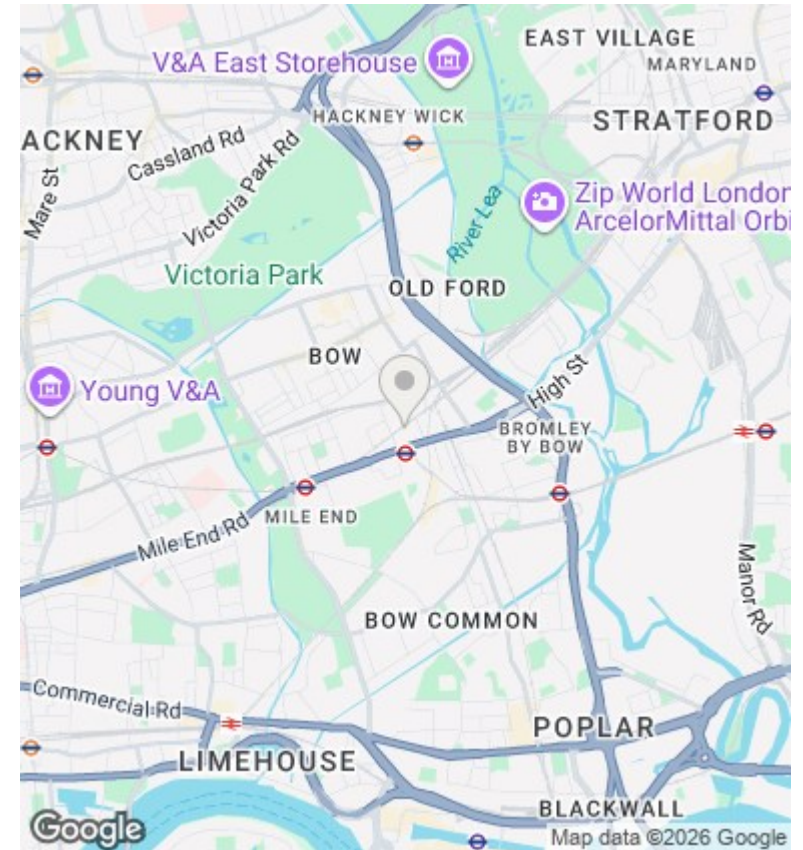 EAST VILLAGE
V&A East Storehouse
MARYLAND
HACKNEY WICK
STRATFORD
ACKNEY
Cassland Rd
Victoria Park Rd
Mare St
River Lea
Zip World London
ArcelorMittal Orbi
Victoria Park
OLD FORD
BOW
Young V&A
High St
BROMLEY
BY BOW
MILE END
Mile End Rd
Manor Rd
BOW COMMON
Commercial Rd
POPLAR
LIMEHOUSE
BLACKWALL
Google
Map data ©2026 Google